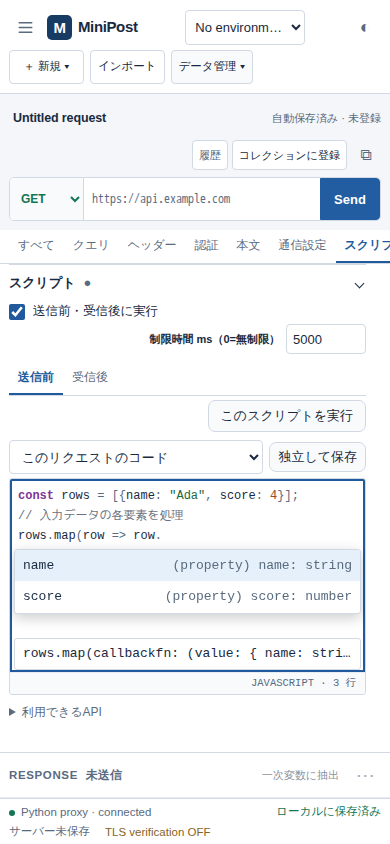 M MiniPost No environm…
＋ 新規 ▾ インポート データ管理 ▾
Untitled request 自動保存済み · 未登録
履歴 コレクションに登録
GET https://api.example.com Send
すべて クエリ ヘッダー 認証 本文 通信設定 スクリプ
スクリプト ●
送信前・受信後に実行
制限時間 ms（0=無制限） 5000
送信前 受信後
このスクリプトを実行
このリクエストのコード 独立して保存
const rows = [{name: "Ada", score: 4}];
// 入力データの各要素を処理
rows.map(row => row.
name (property) name: string
score (property) score: number
rows.map(callbackfn: (value: { name: stri…
JAVASCRIPT · 3 行
▶ 利用できるAPI
RESPONSE 未送信 一次変数に抽出 ···
Python proxy · connected ローカルに保存済み
サーバー未保存 TLS verification OFF